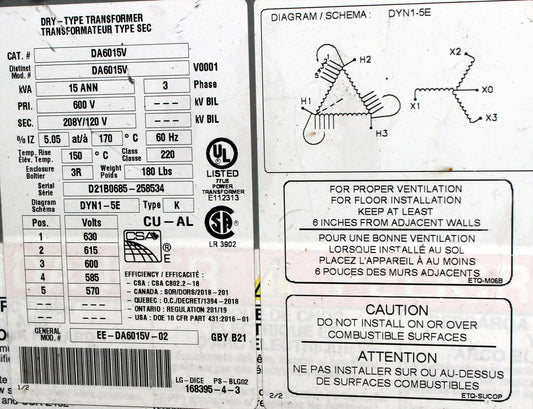 DRY-TYPE TRANSFORMER
TRANSFORMATEUR TYPE SEC
CAT. # DA6015V
Distinct Mod. # DA6015V V0001
kVA 15 ANN 3 Phase
PRI. 600 V --- kV BIL
SEC. 208Y/120 V --- kV BIL
% IZ 5.05 at/à 170 °C 60 Hz
Temp. Rise Élév. Temp. 150 °C Class Classe 220
Enclosure Boîtier 3R Weight Poids 180 Lbs
Serial Série D21B0685-258534
Diagram Schéma DYN1-5E Type K
Pos. Volts CU-AL
1 630
2 615
3 600
4 585
5 570
UL
LISTED
77U5
POWER
TRANSFORMER
E112313
SA
LR 3902
CSA
® E
EFFICIENCY / EFFICACITÉ :
- CSA : CSA C802.2-18
- CANADA : SOR/DORS/2018-201
- QUEBEC : O.C./DECRET/1394-2018
- ONTARIO : REGULATION 201/19
- USA : DOE 10 CFR PART 431:2016-01
GENERAL MOD. # EE-DA6015V-02 GBY B21
LG-DICE PS-BLG02
1/2 168395-4-3
DIAGRAM / SCHEMA : DYN1-5E
H2
1
5
H1
H3
X2
X1
X0
X3
FOR PROPER VENTILATION
FOR FLOOR INSTALLATION
KEEP AT LEAST
6 INCHES FROM ADJACENT WALLS
POUR UNE BONNE VENTILATION
LORSQUE INSTALLÉ AU SOL
PLACEZ L'APPAREIL À AU MOINS
6 POUCES DES MURS ADJACENTS
ETQ-M06B
CAUTION
DO NOT INSTALL ON OR OVER
COMBUSTIBLE SURFACES
ATTENTION
NE PAS INSTALLER SUR OU AU-DESSUS
DE SURFACES COMBUSTIBLES
ETQ-SUCOP
2/2